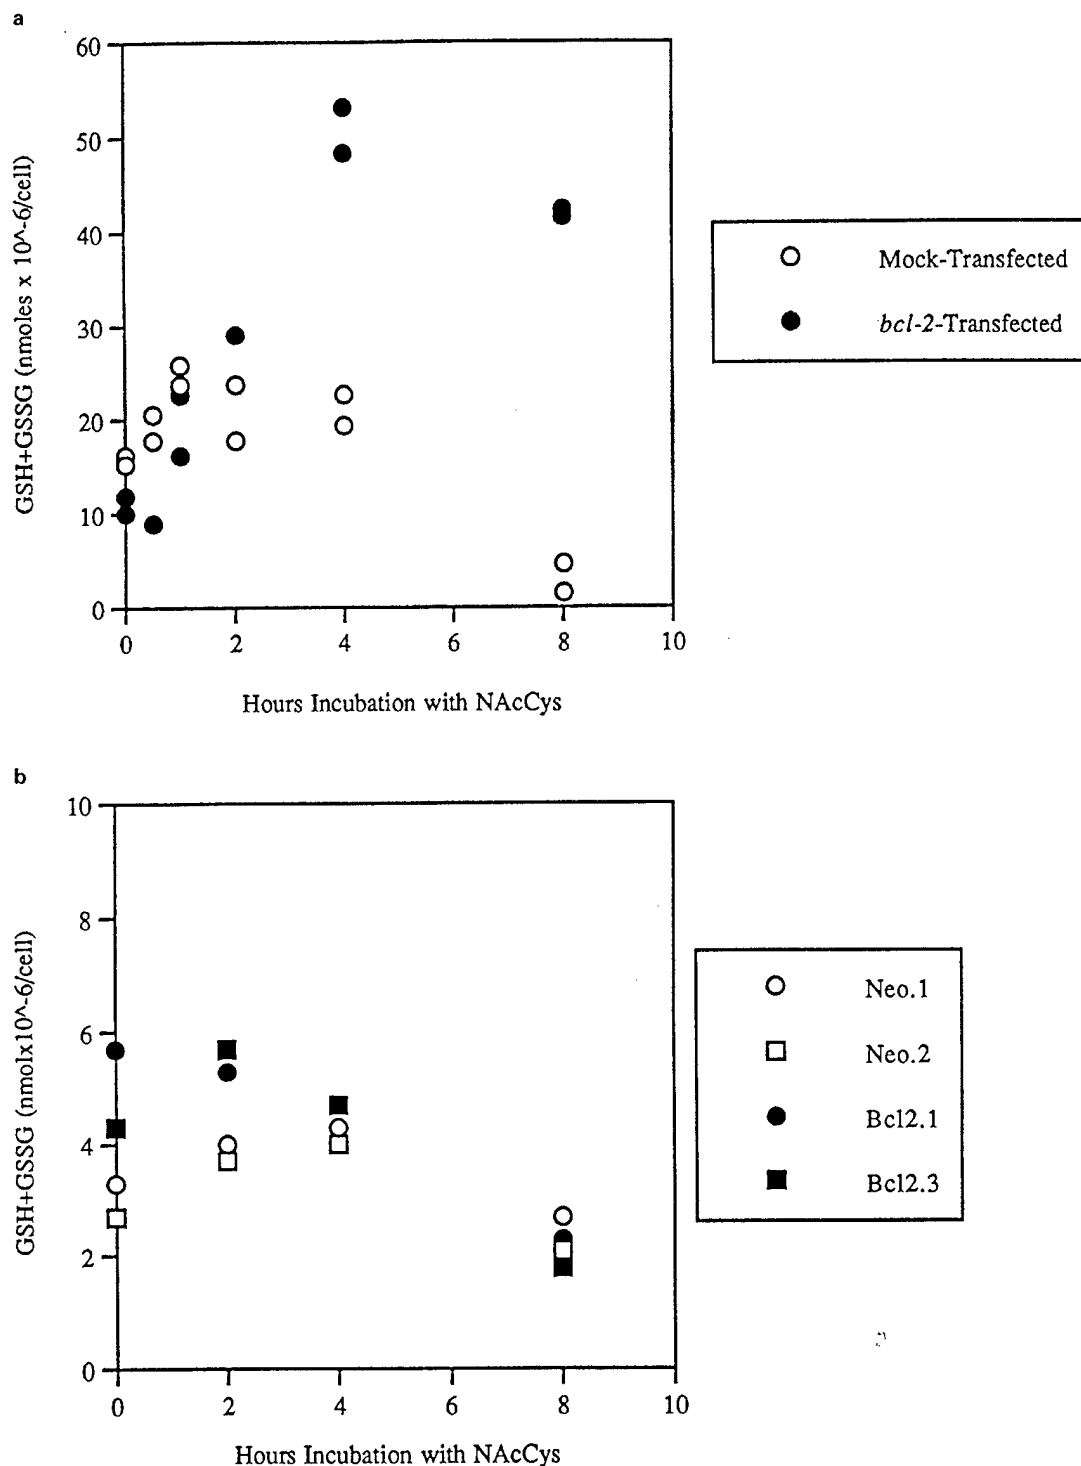 a
60
50
40
30
20
10
0
GSH+GSSG (nmoles x 10^-6/cell)
0 2 4 6 8 10
Hours Incubation with NAcCys
Mock-Transfected
bcl-2-Transfected
b
10
8
6
4
2
0
GSH+GSSG (nmolx10^-6/cell)
0 2 4 6 8 10
Hours Incubation with NAcCys
Neo.1
Neo.2
Bcl2.1
Bcl2.3